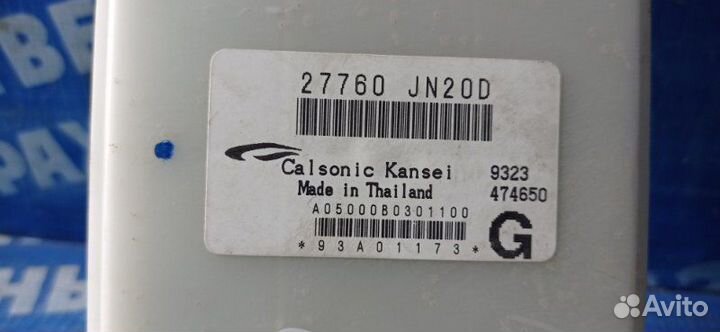 27760 JN20D
Calsonic Kansei 9323
Made in Thailand 474650
A05000B0301100
*93A01173* G
Avito